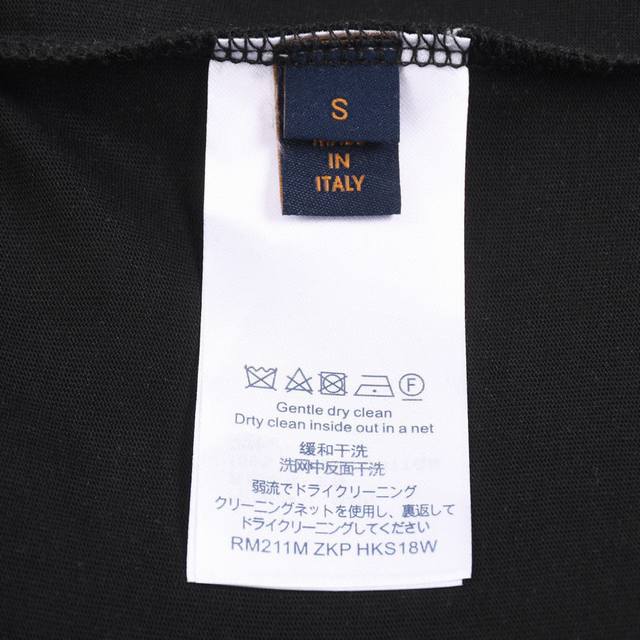 S
MADE
IN
ITALY
F
Gentle dry clean
Drty clean inside out in a net
缓和干洗
洗网中反面干洗
弱流でドライクリーニング
クリーニングネットを使用し、裏返して
ドライクリーニングしてください
RM211M ZKP HKS18W